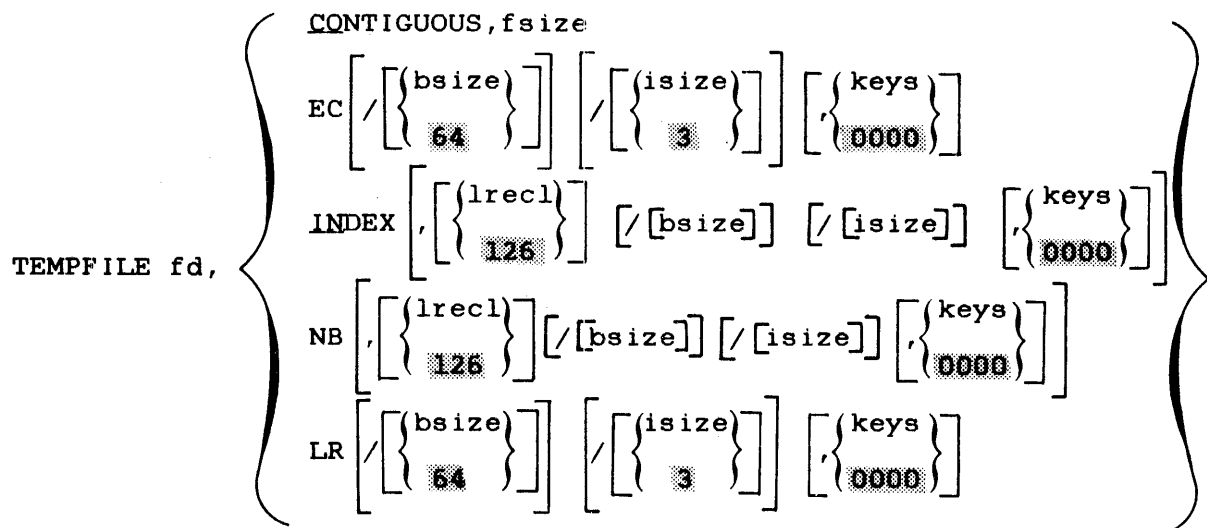 CONTIGUOUS,fsize
EC[/[{bsize}]] [/[{isize}]] [,{keys}]
64 3 0000
INDEX[,[{lrecl}] [/[bsize]] [/[isize]] [,{keys}]]
126 0000
TEMPFILE fd,
NB[,[{lrecl}][/[bsize]] [/[isize]] [,{keys}]]
126 0000
LR[/[{bsize}]] [/[{isize}]] [,{keys}]
64 3 0000